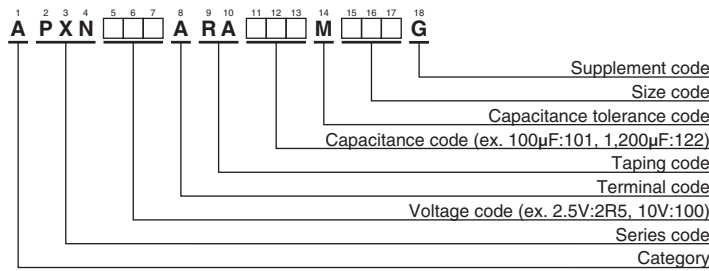 1 2 3 4 5 6 7 8 9 10 11 12 13 14 15 16 17 18
A P X N A R A M G
Supplement code
Size code
Capacitance tolerance code
Capacitance code (ex. 100µF:101, 1,200µF:122)
Taping code
Terminal code
Voltage code (ex. 2.5V:2R5, 10V:100)
Series code
Category